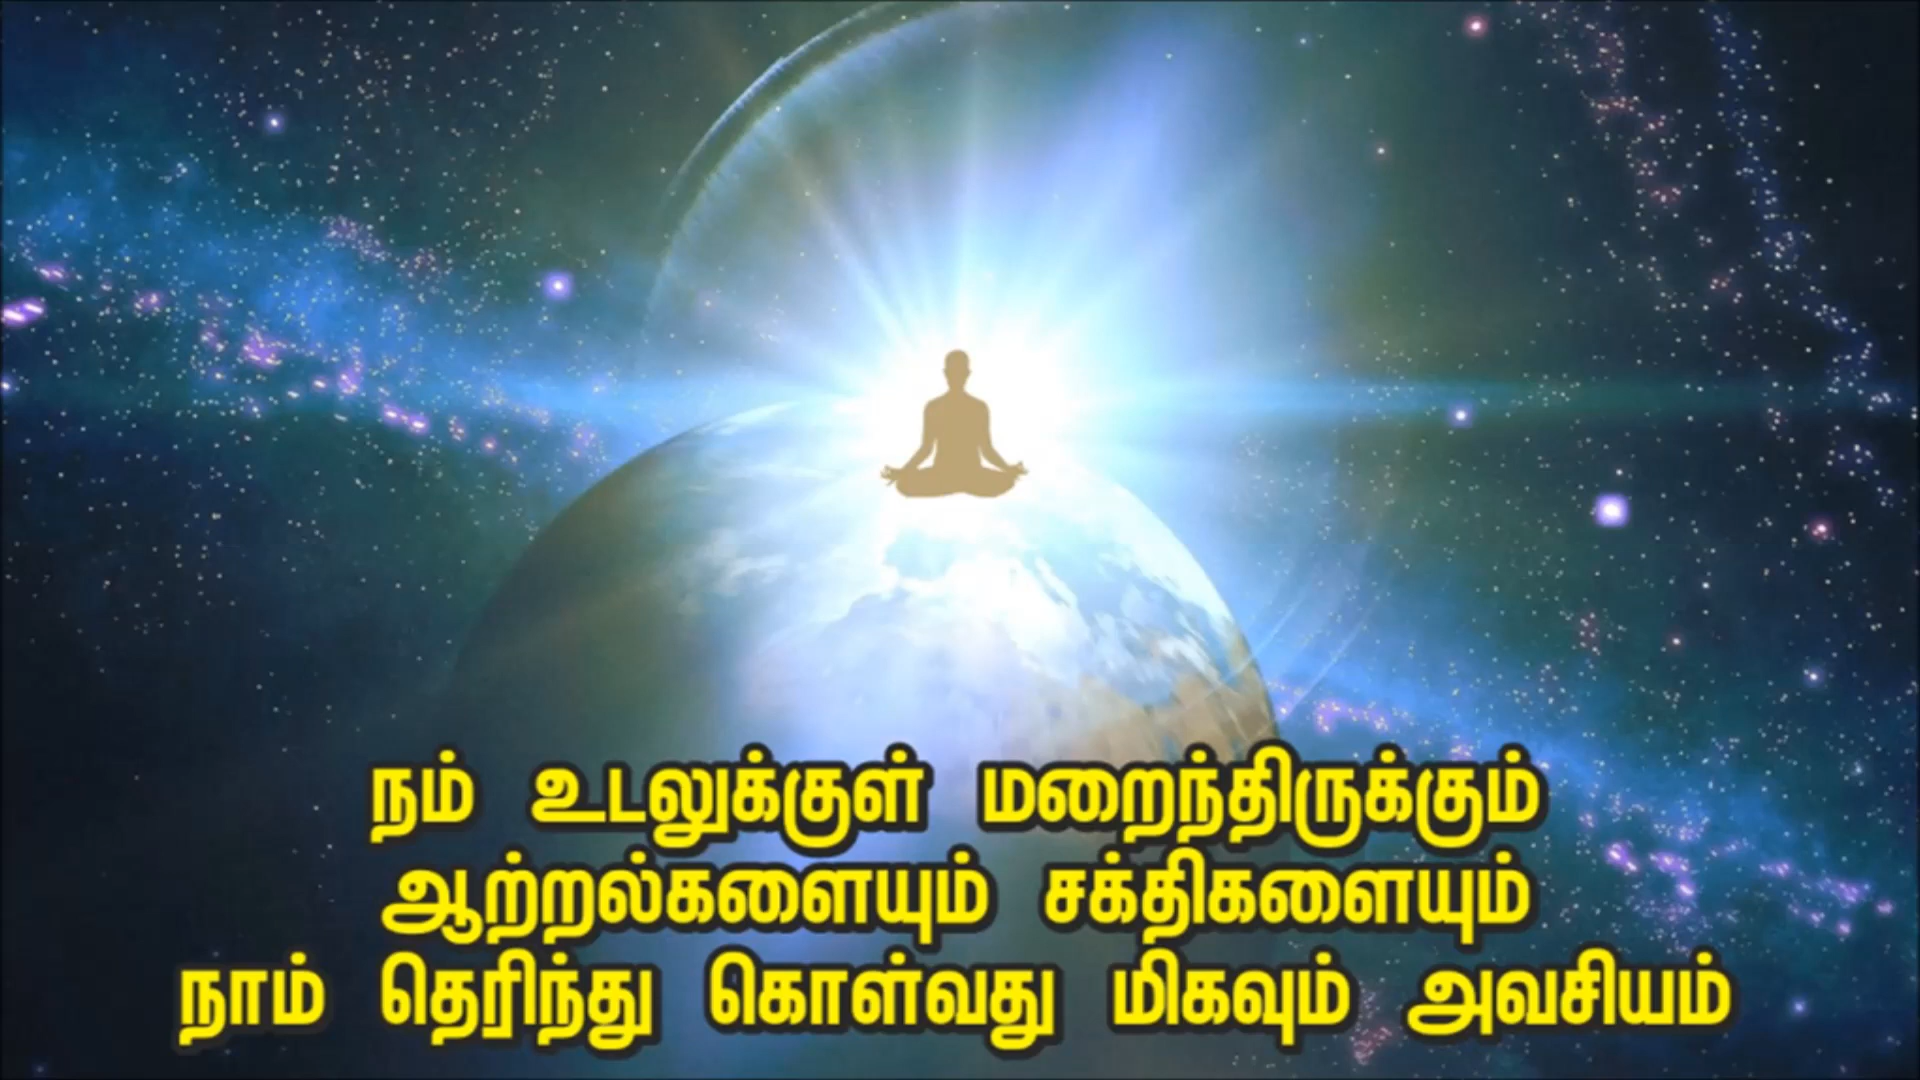 நம் உடலுக்குள் மறைந்திருக்கும்
ஆற்றல்களையும் சக்திகளையும்
நாம் தெரிந்து கொள்வது மிகவும் அவசியம்